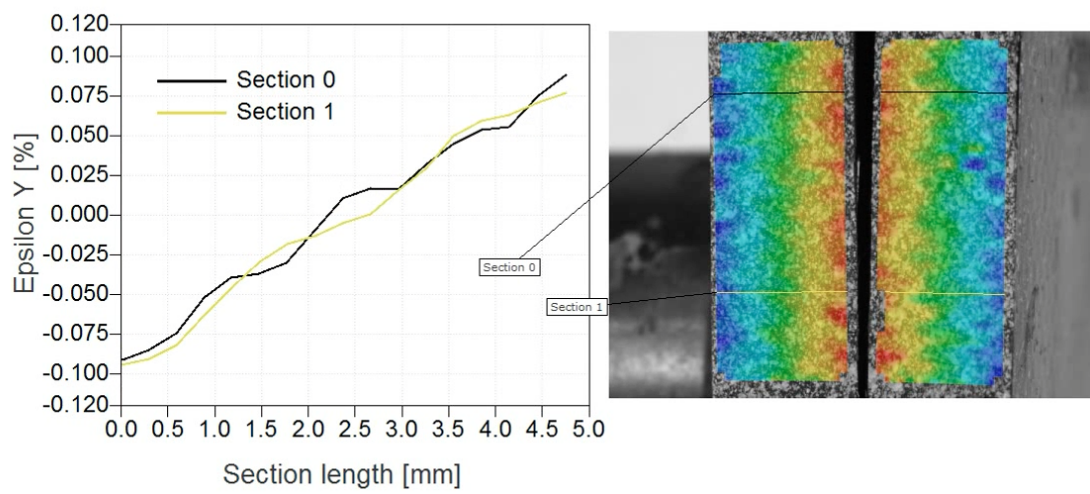 0.120
0.100
0.075
0.050
0.025
0.000
-0.025
-0.050
-0.075
-0.100
-0.120
Epsilon Y [%]
Section 0
Section 1
0.0 0.5 1.0 1.5 2.0 2.5 3.0 3.5 4.0 4.5 5.0
Section length [mm]
Section 0
Section 1